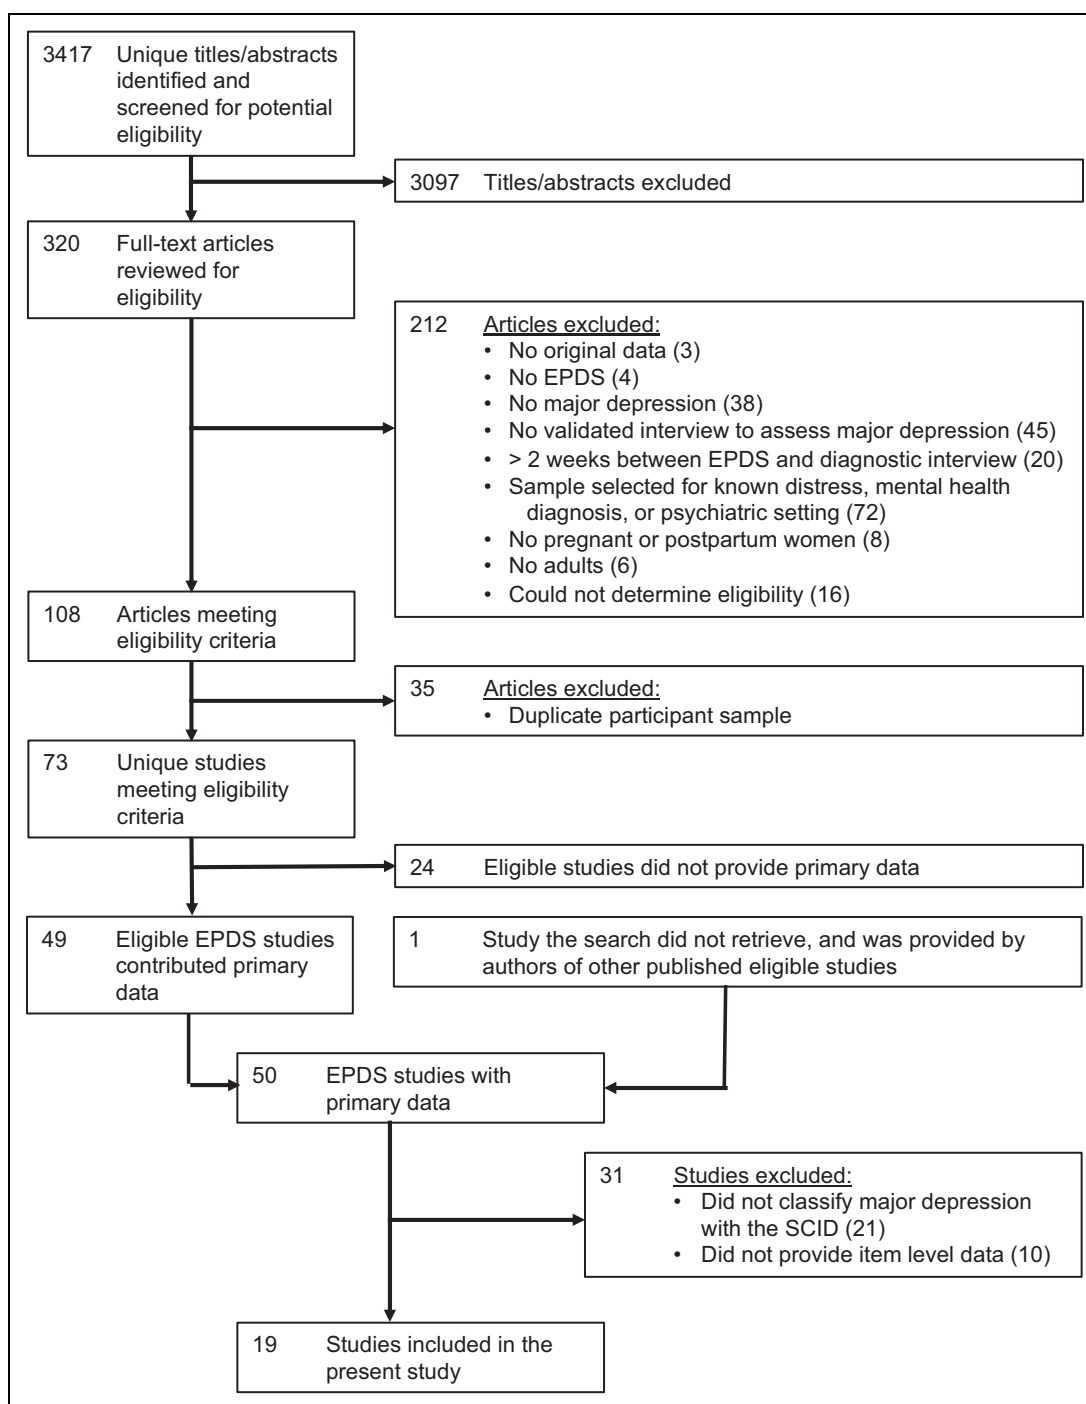 3417 Unique titles/abstracts
identified and
screened for potential
eligibility
3097 Titles/abstracts excluded
320 Full-text articles
reviewed for
eligibility
212 Articles excluded:
• No original data (3)
• No EPDS (4)
• No major depression (38)
• No validated interview to assess major depression (45)
• > 2 weeks between EPDS and diagnostic interview (20)
• Sample selected for known distress, mental health
diagnosis, or psychiatric setting (72)
• No pregnant or postpartum women (8)
• No adults (6)
• Could not determine eligibility (16)
108 Articles meeting
eligibility criteria
35 Articles excluded:
• Duplicate participant sample
73 Unique studies
meeting eligibility
criteria
24 Eligible studies did not provide primary data
49 Eligible EPDS studies
contributed primary
data
1 Study the search did not retrieve, and was provided by
authors of other published eligible studies
50 EPDS studies with
primary data
31 Studies excluded:
• Did not classify major depression
with the SCID (21)
• Did not provide item level data (10)
19 Studies included in the
present study